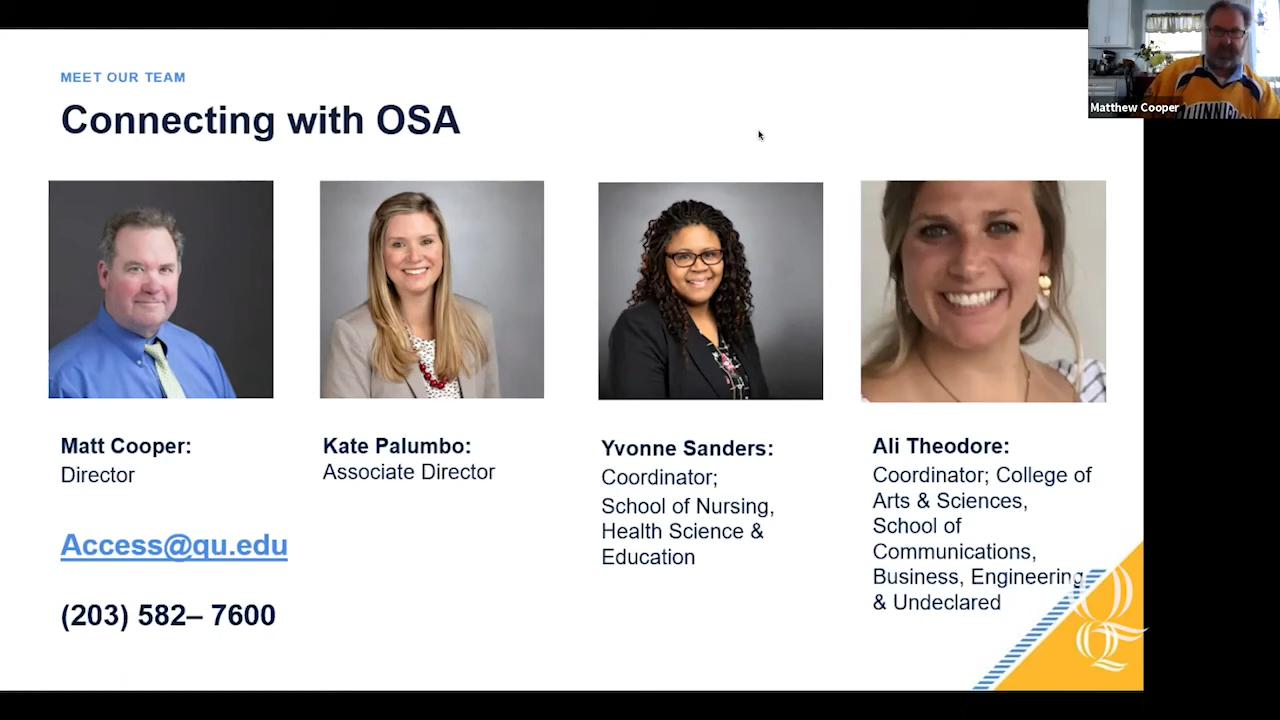 MEET OUR TEAM
Connecting with OSA
Matthew Cooper
Matt Cooper:
Director
Access@qu.edu
(203) 582– 7600
Kate Palumbo:
Associate Director
Yvonne Sanders:
Coordinator;
School of Nursing,
Health Science &
Education
Ali Theodore:
Coordinator; College of
Arts & Sciences,
School of
Communications,
Business, Engineering
& Undeclared